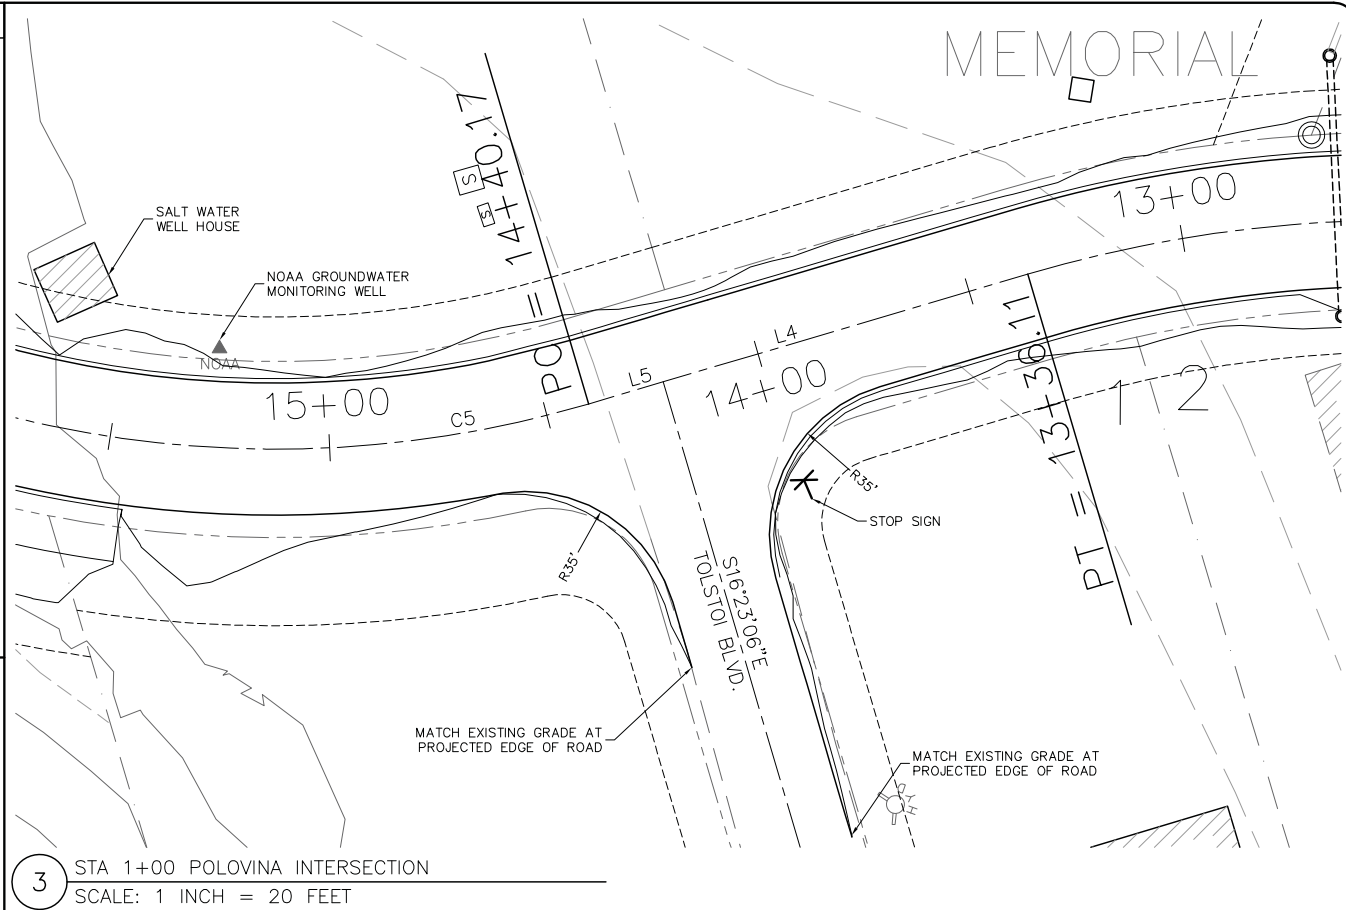 MEMORIAL
PC = 14+40.17
S
S
13+00
SALT WATER
WELL HOUSE
NOAA GROUNDWATER
MONITORING WELL
NOAA
L4
L5
14+00
15+00
C5
PT = 13+36.11
12
R35'
STOP SIGN
R35'
S16°23'06"E
TOLSTOI BLVD.
MATCH EXISTING GRADE AT
PROJECTED EDGE OF ROAD
MATCH EXISTING GRADE AT
PROJECTED EDGE OF ROAD
HYD
3
STA 1+00 POLOVINA INTERSECTION
SCALE: 1 INCH = 20 FEET